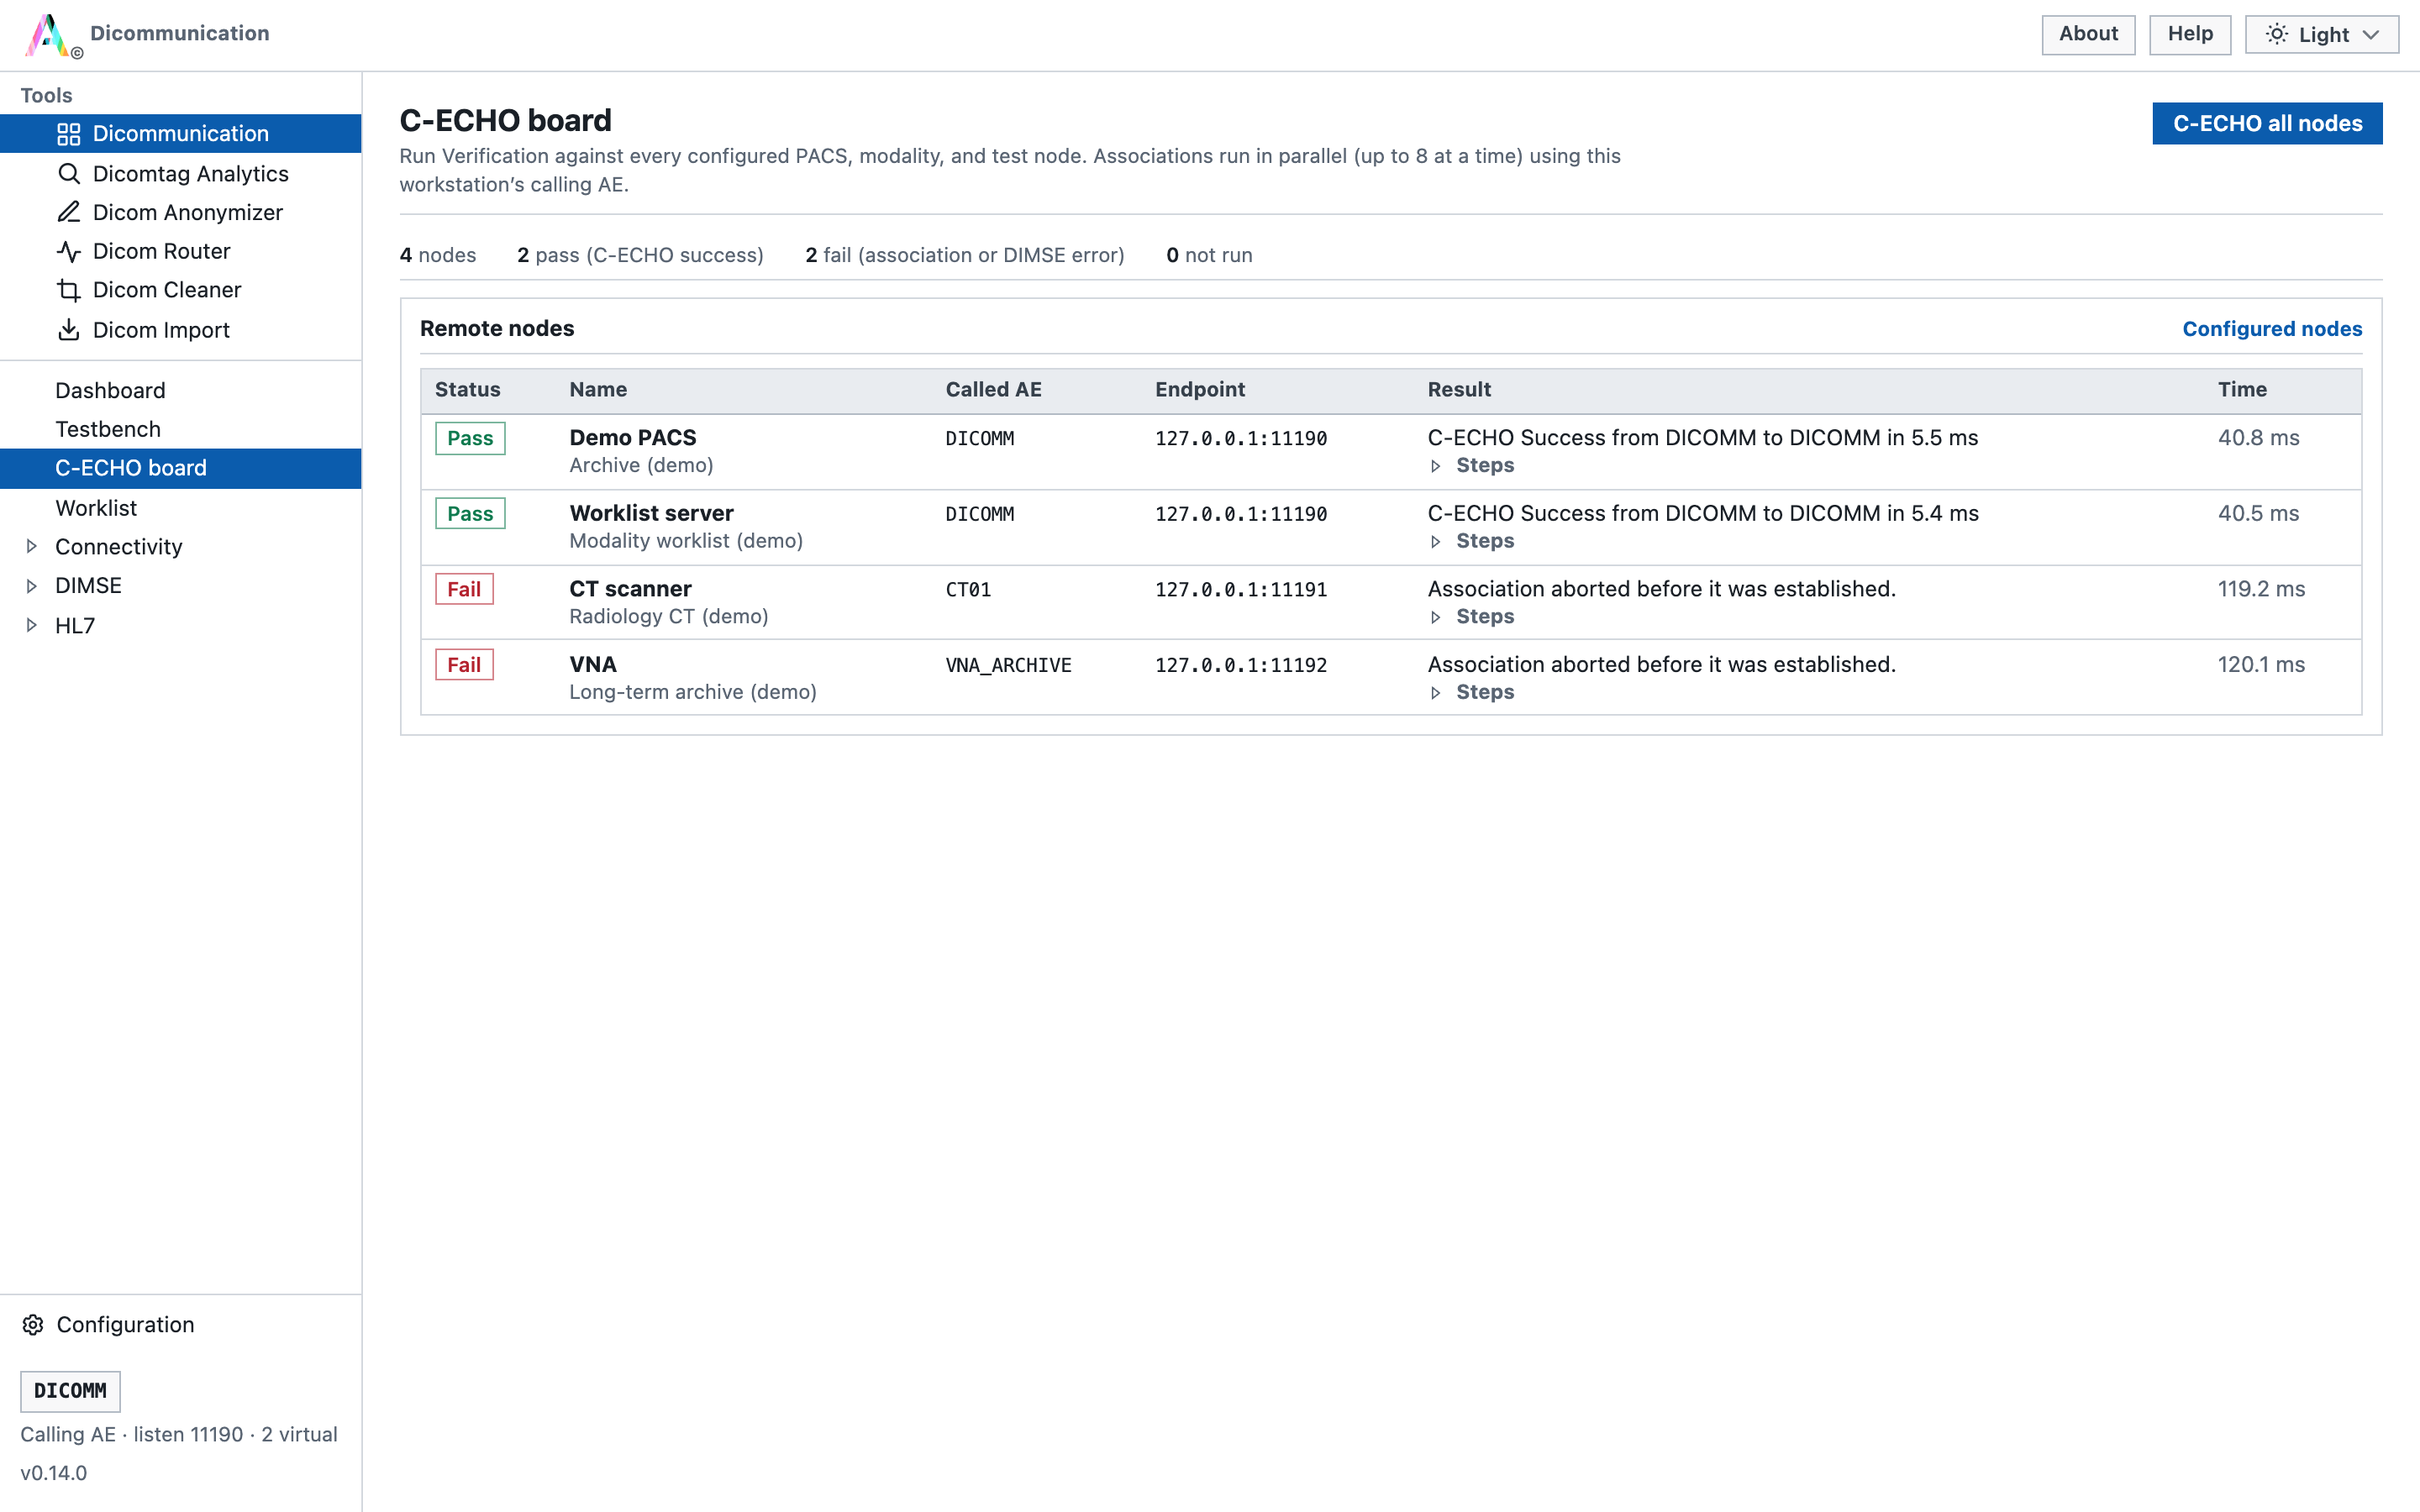 Dicommunication
About
Help
Light
Tools
Dicommunication
Dicomtag Analytics
Dicom Anonymizer
Dicom Router
Dicom Cleaner
Dicom Import
Dashboard
Testbench
C-ECHO board
Worklist
Connectivity
DIMSE
HL7
Configuration
DICOMM
Calling AE · listen 11190 · 2 virtual
v0.14.0
C-ECHO board
C-ECHO all nodes
Run Verification against every configured PACS, modality, and test node. Associations run in parallel (up to 8 at a time) using this
workstation’s calling AE.
4 nodes 2 pass (C-ECHO success) 2 fail (association or DIMSE error) 0 not run
Remote nodes
Configured nodes
Status Name Called AE Endpoint Result Time
Pass Demo PACS DICOMM 127.0.0.1:11190 C-ECHO Success from DICOMM to DICOMM in 5.5 ms 40.8 ms
Archive (demo) Steps
Pass Worklist server DICOMM 127.0.0.1:11190 C-ECHO Success from DICOMM to DICOMM in 5.4 ms 40.5 ms
Modality worklist (demo) Steps
Fail CT scanner CT01 127.0.0.1:11191 Association aborted before it was established. 119.2 ms
Radiology CT (demo) Steps
Fail VNA VNA_ARCHIVE 127.0.0.1:11192 Association aborted before it was established. 120.1 ms
Long-term archive (demo) Steps